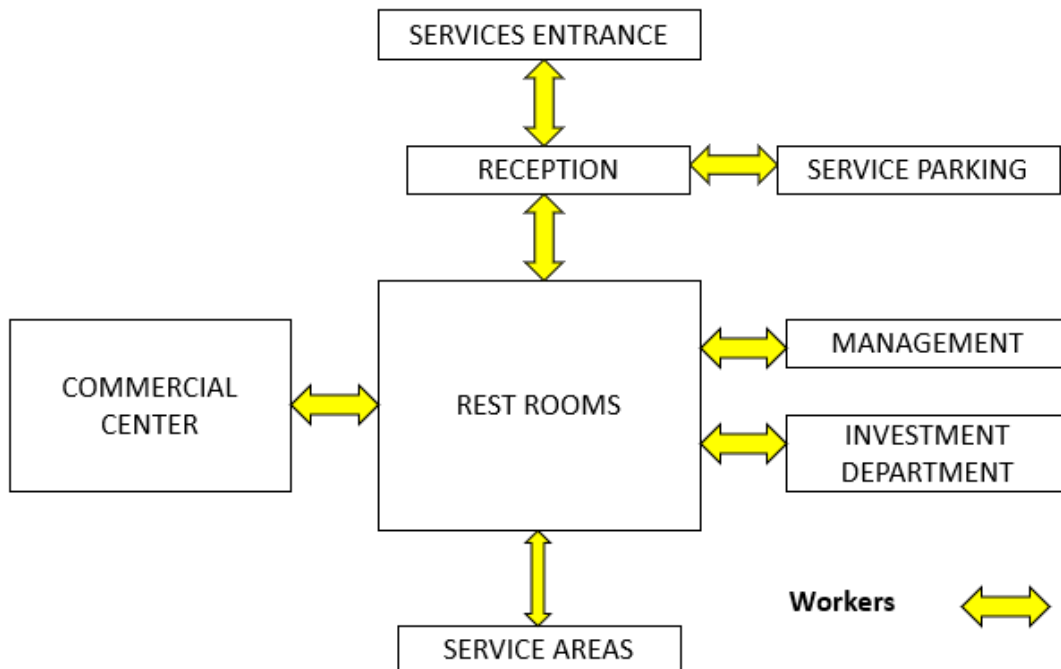 SERVICES ENTRANCE
RECEPTION
SERVICE PARKING
COMMERCIAL
CENTER
REST ROOMS
MANAGEMENT
INVESTMENT
DEPARTMENT
Workers
SERVICE AREAS